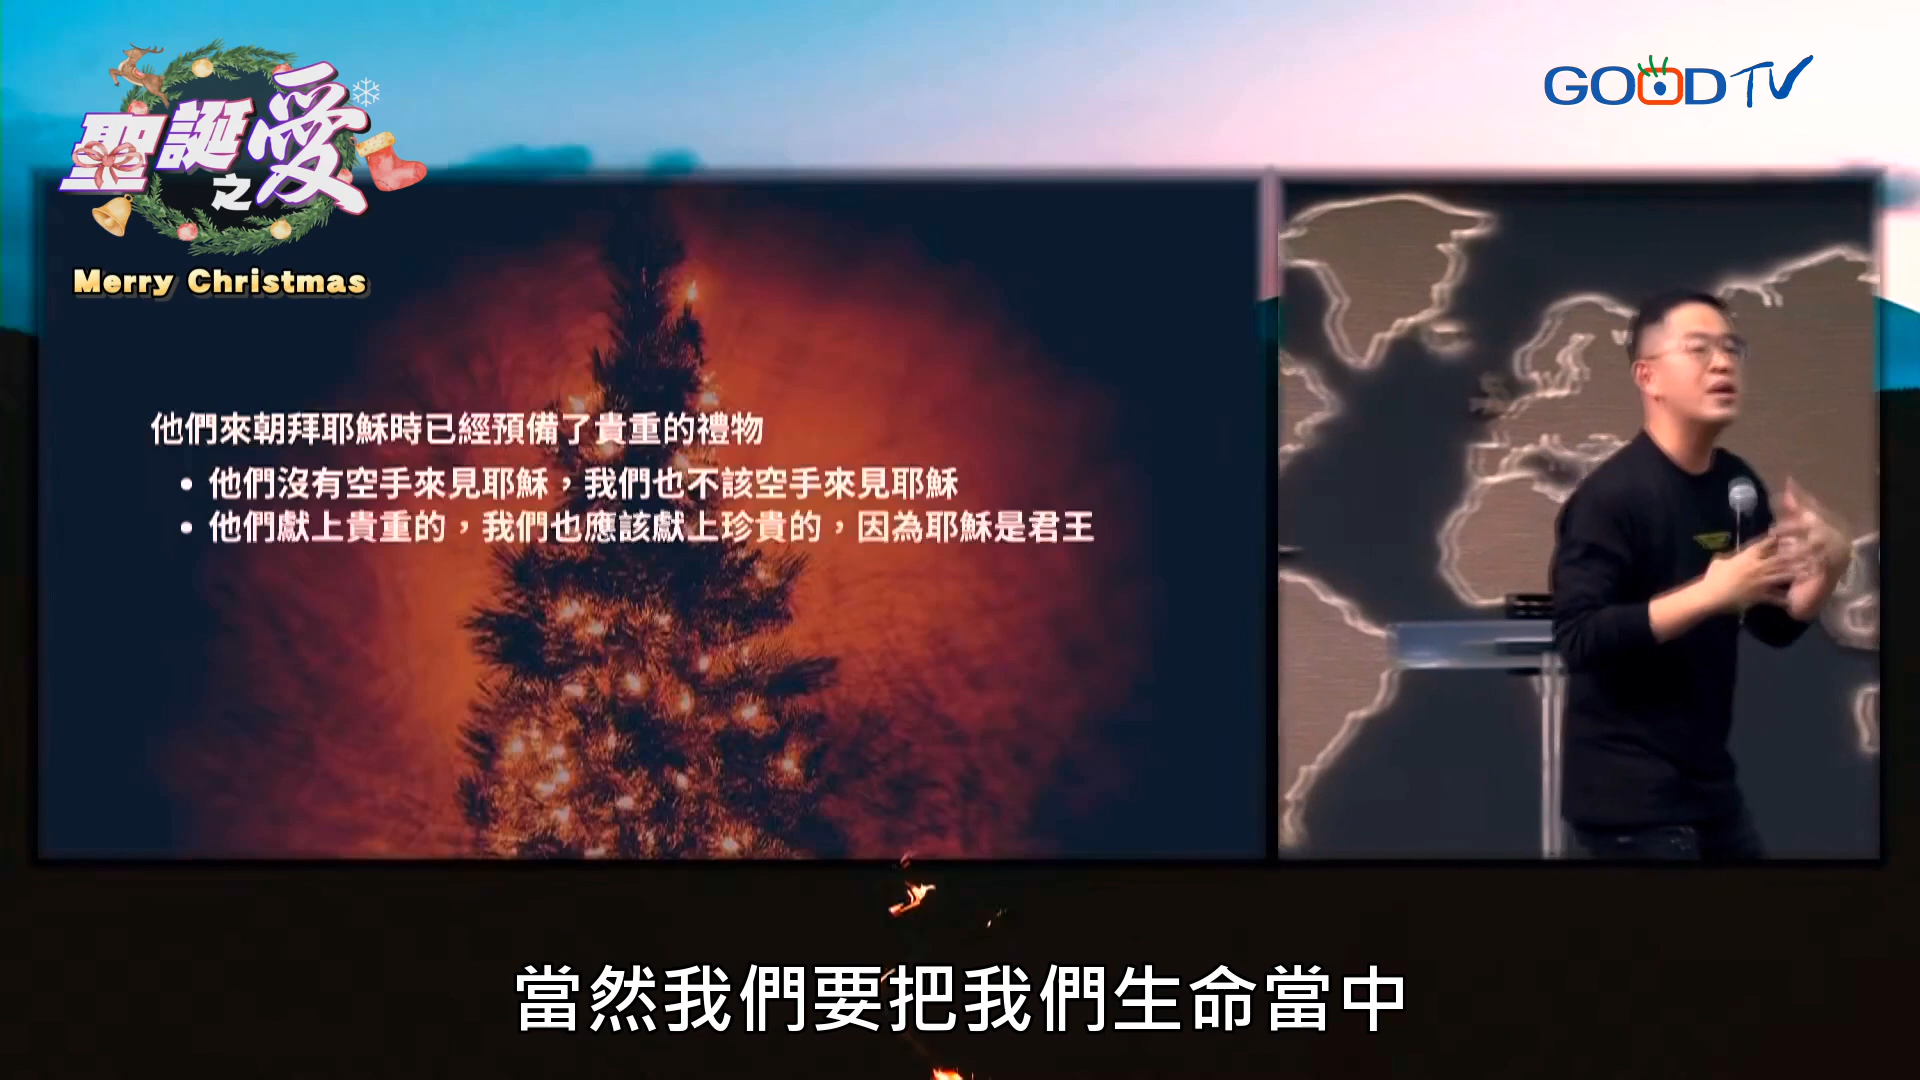 聖誕之愛
Merry Christmas
GOOD TV
他們來朝拜耶穌時已經預備了貴重的禮物
• 他們沒有空手來見耶穌，我們也不該空手來見耶穌
• 他們獻上貴重的，我們也應該獻上珍貴的，因為耶穌是君王
當然我們要把我們生命當中